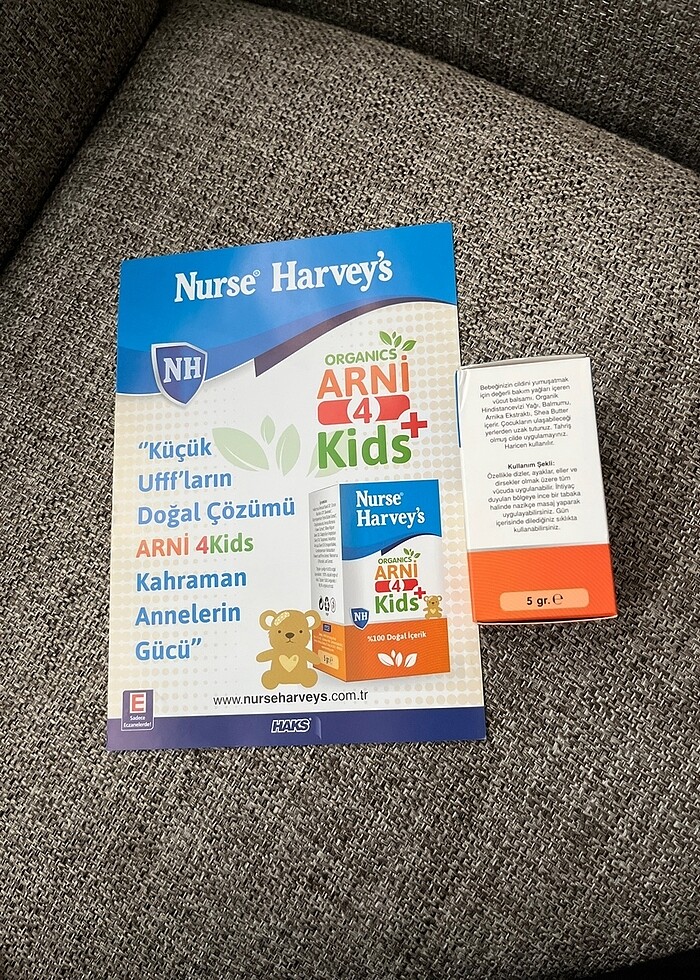 Nurse® Harvey's
NH
ORGANICS
ARNİ
4
Kids+
"Küçük
Ufff'ların
Doğal Çözümü
ARNİ 4Kids
Kahraman
Annelerin
Gücü"
Nurse®
Harvey's
ORGANICS
ARNİ
4
Kids+
NH
%100 Doğal İçerik
5 gr. ℮
www.nurseharveys.com.tr
E
Sadece
Eczanelerde!
HAKS
Bebeğinizin cildini yumuşatmak
için değerli bakım yağları içeren
vücut balsamı. Organik
Hindistancevizi Yağı, Balmumu,
Arnika Ekstraktı, Shea Butter
içerir. Çocukların ulaşabileceği
yerlerden uzak tutunuz. Tahriş
olmuş cilde uygulamayınız.
Haricen kullanılır.
Kullanım Şekli:
Özellikle dizler, ayaklar, eller ve
dirsekler olmak üzere tüm
vücuda uygulanabilir. İhtiyaç
duyulan bölgeye ince bir tabaka
halinde nazikçe masaj yaparak
uygulayabilirsiniz. Gün
içerisinde dilediğiniz sıklıkta
kullanabilirsiniz.
5 gr. ℮